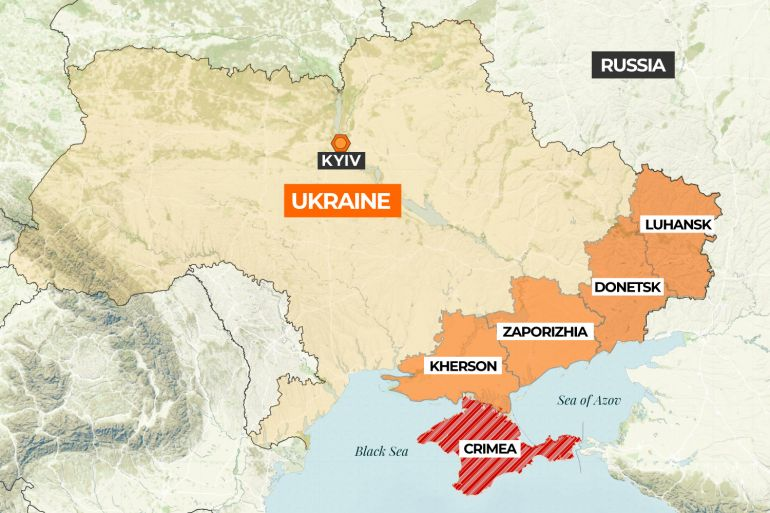 RUSSIA
KYIV
UKRAINE
LUHANSK
DONETSK
ZAPORIZHIA
KHERSON
Sea of Azov
CRIMEA
Black Sea